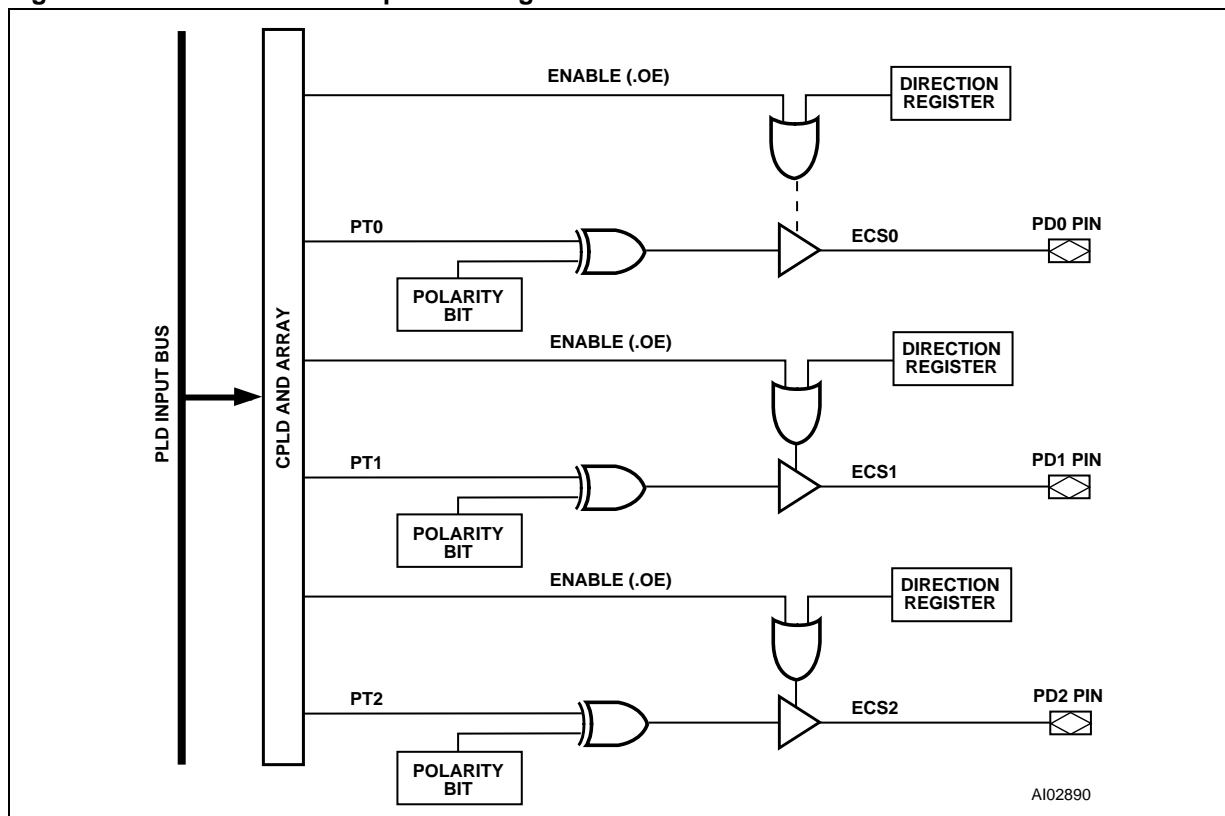 ENABLE (.OE)
DIRECTION
REGISTER
PT0
ECS0
PD0 PIN
POLARITY
BIT
ENABLE (.OE)
DIRECTION
REGISTER
PLD INPUT BUS
CPLD AND ARRAY
PT1
ECS1
PD1 PIN
POLARITY
BIT
ENABLE (.OE)
DIRECTION
REGISTER
PT2
ECS2
PD2 PIN
POLARITY
BIT
AI02890